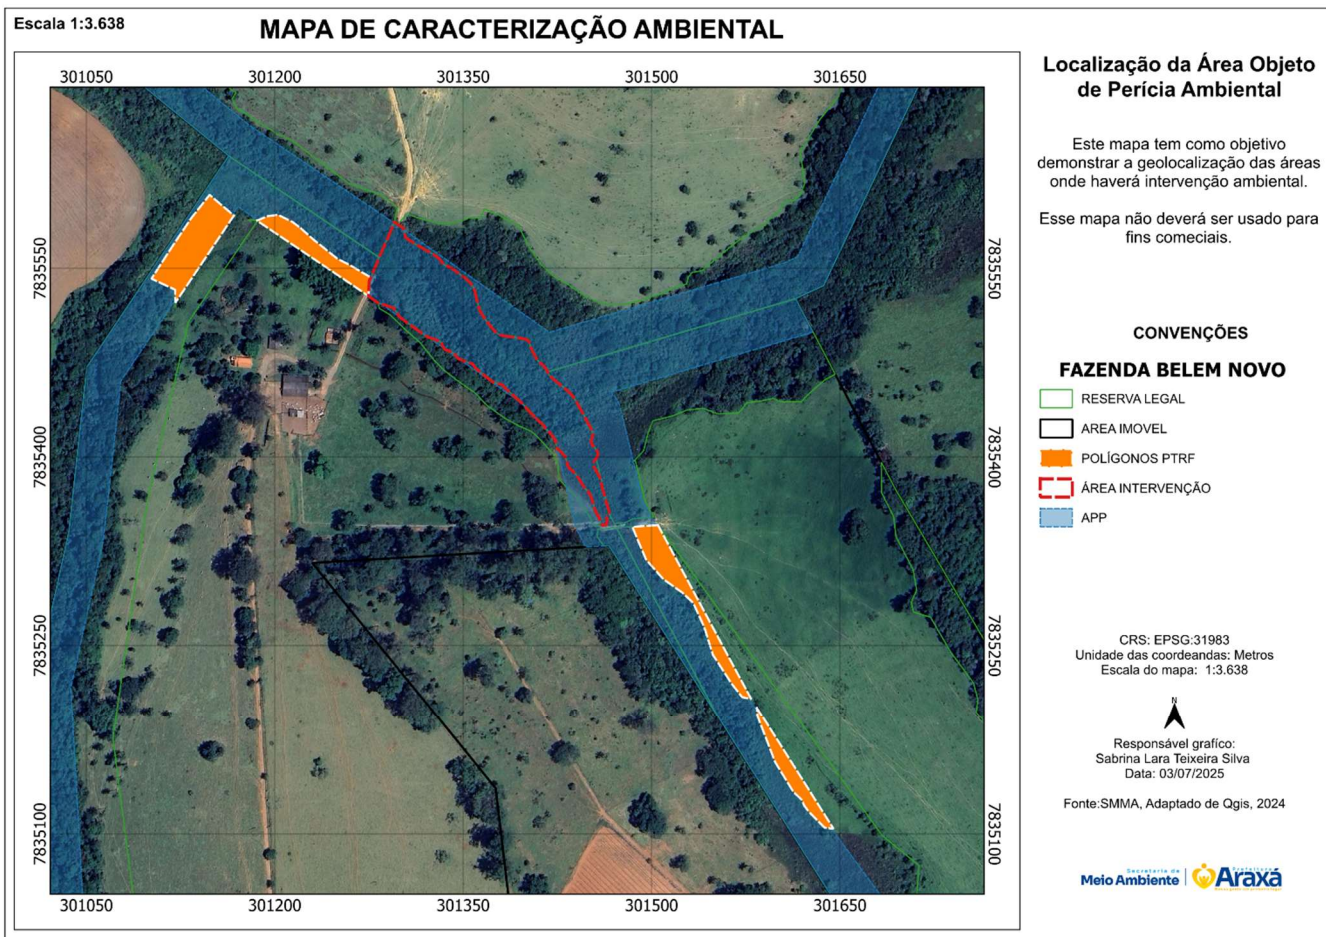 Escala 1:3.638
MAPA DE CARACTERIZAÇÃO AMBIENTAL
301050
301200
301350
301500
301650
7835550
7835400
7835250
7835100
7835550
7835400
7835250
7835100
301050
301200
301350
301500
301650
Localização da Área Objeto
de Perícia Ambiental
Este mapa tem como objetivo
demonstrar a geolocalização das áreas
onde haverá intervenção ambiental.
Esse mapa não deverá ser usado para
fins comeciais.
CONVENÇÕES
FAZENDA BELEM NOVO
RESERVA LEGAL
AREA IMOVEL
POLÍGONOS PTRF
ÁREA INTERVENÇÃO
APP
CRS: EPSG:31983
Unidade das coordeandas: Metros
Escala do mapa: 1:3.638
N
Responsável grafíco:
Sabrina Lara Teixeira Silva
Data: 03/07/2025
Fonte:SMMA, Adaptado de Qgis, 2024
Secretaria de
Meio Ambiente
Prefeitura
Araxá